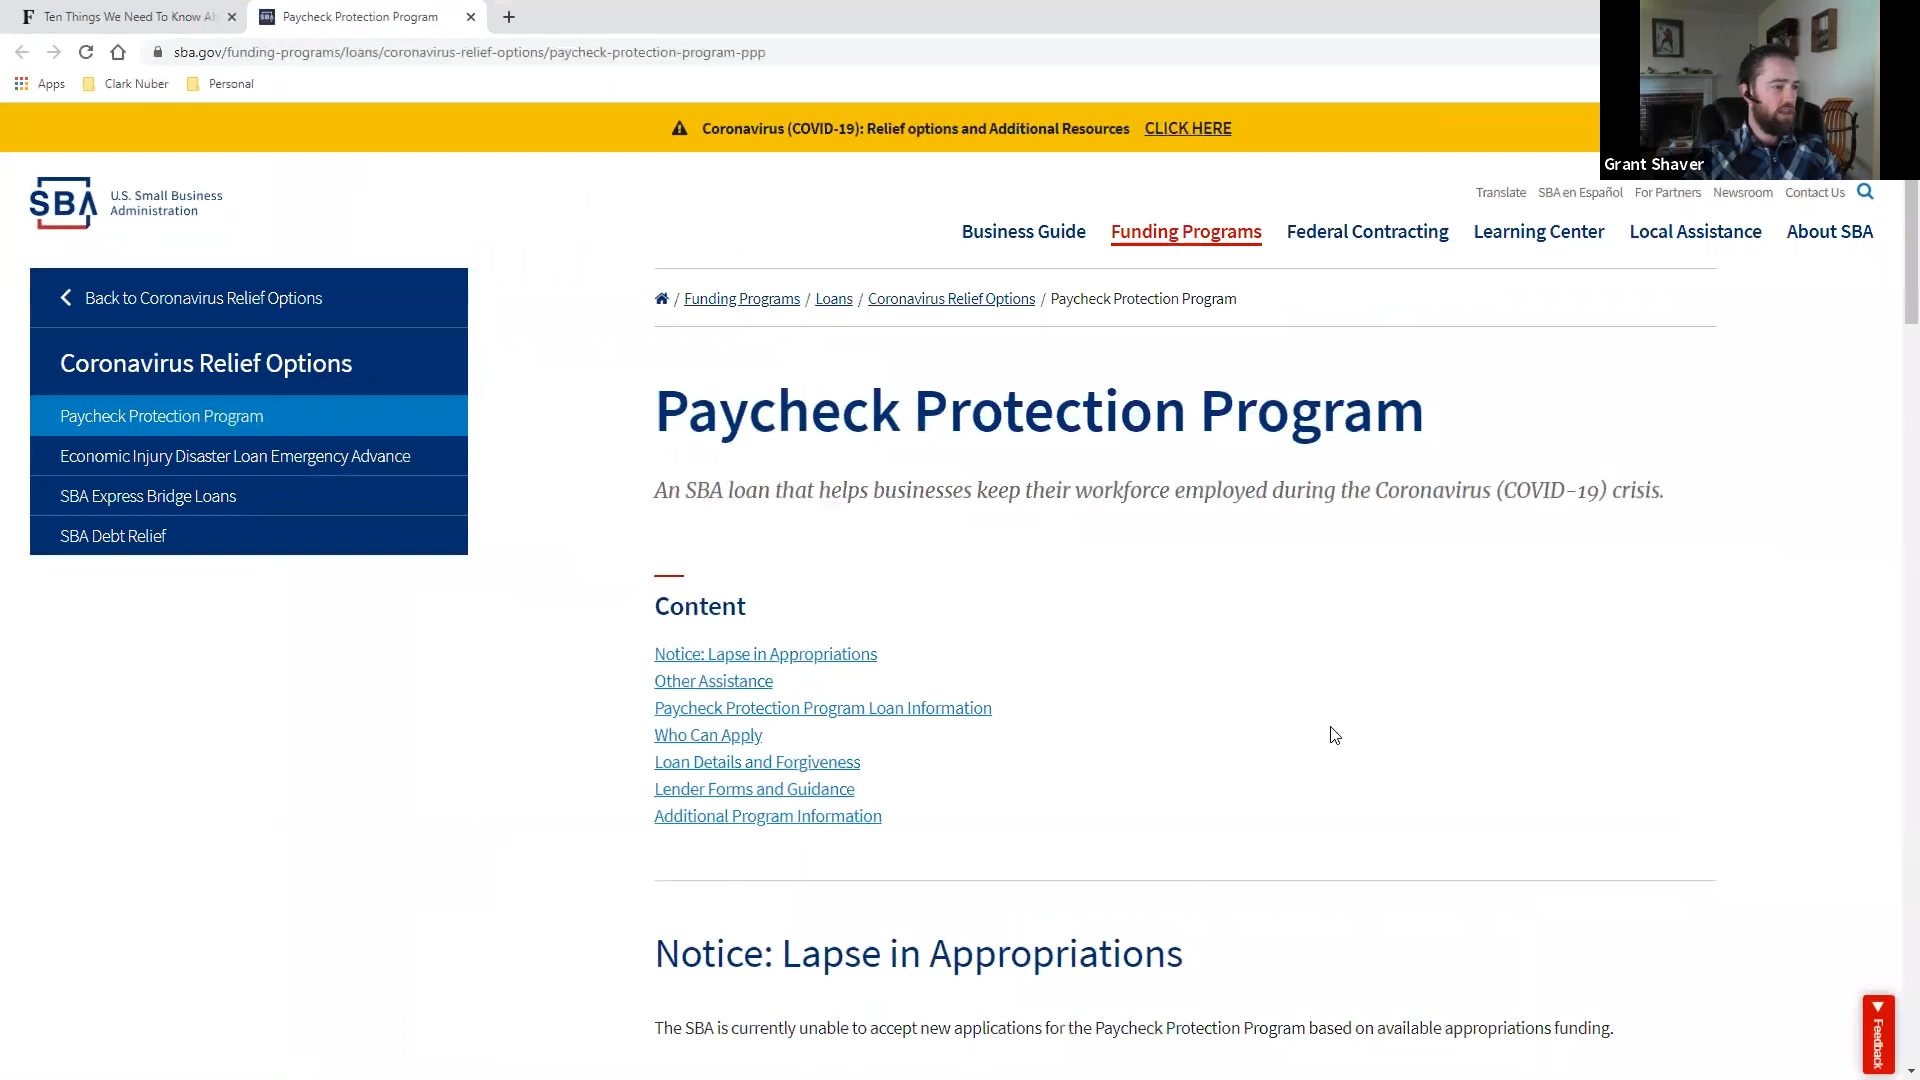 Ten Things We Need To Know Ab
Paycheck Protection Program
sba.gov/funding-programs/loans/coronavirus-relief-options/paycheck-protection-program-ppp
Apps
Clark Nuber
Personal
Coronavirus (COVID-19): Relief options and Additional Resources CLICK HERE
Grant Shaver
SBA
U.S. Small Business
Administration
Translate SBA en Español For Partners Newsroom Contact Us
Business Guide Funding Programs Federal Contracting Learning Center Local Assistance About SBA
Back to Coronavirus Relief Options
Coronavirus Relief Options
Paycheck Protection Program
Economic Injury Disaster Loan Emergency Advance
SBA Express Bridge Loans
SBA Debt Relief
/ Funding Programs / Loans / Coronavirus Relief Options / Paycheck Protection Program
Paycheck Protection Program
An SBA loan that helps businesses keep their workforce employed during the Coronavirus (COVID-19) crisis.
Content
Notice: Lapse in Appropriations
Other Assistance
Paycheck Protection Program Loan Information
Who Can Apply
Loan Details and Forgiveness
Lender Forms and Guidance
Additional Program Information
Notice: Lapse in Appropriations
The SBA is currently unable to accept new applications for the Paycheck Protection Program based on available appropriations funding.
Feedback